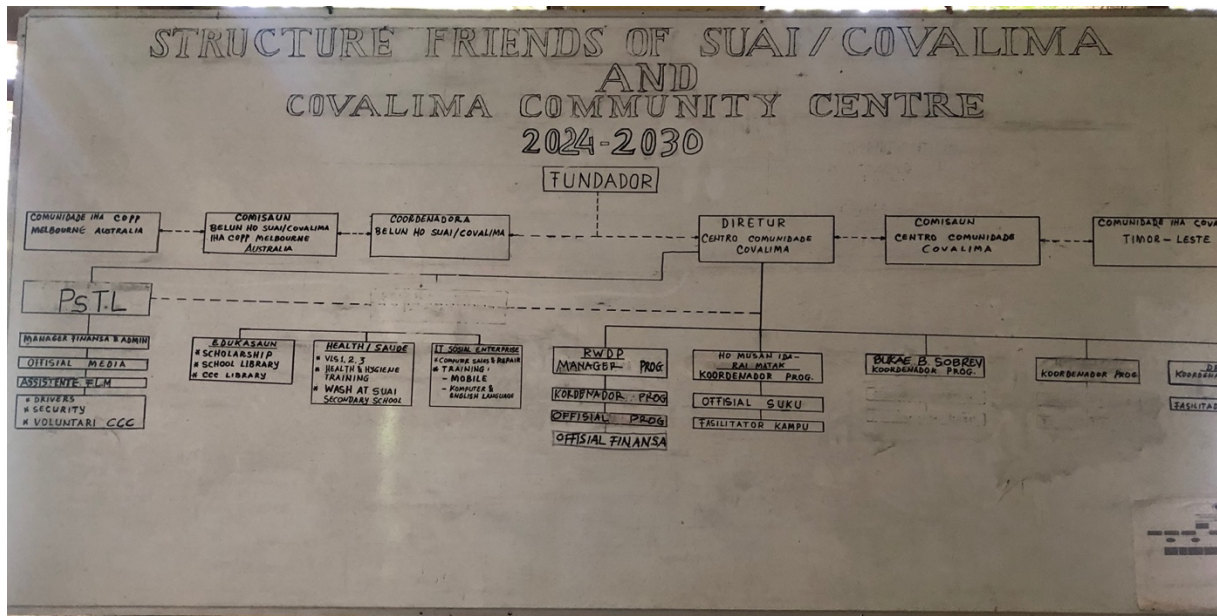 STRUCTURE FRIENDS OF SUAI/COVALIMA
AND
COVALIMA COMMUNITY CENTRE
2024-2030
FUNDADOR
COMUNIDADE IHA COPP
MELBOURNE AUSTRALIA
COMISAUN
BELUN HO SUAI/COVALIMA
IHA COPP MELBOURNE
AUSTRALIA
COORDENADORA
BELUN HO SUAI/COVALIMA
DIRETUR
CENTRO COMUNIDADE
COVALIMA
COMISAUN
CENTRO COMUNIDADE
COVALIMA
COMUNIDADE IHA
TIMOR-LESTE
PSTL
MANAGER FINANSA & ADMIN
OFFISIAL MEDIA
ASSISTENTE FLM
* DRIVERS
* SECURITY
* VOLUNTARI CCC
EDUKASAUN
* SCHOLARSHIP
* SCHOOL LIBRARY
* CCC LIBRARY
HEALTH/SAUDE
* VLS 1, 2, 3
* HEALTH & HYGIENE
TRAINING
* WASH AT SUAI
SECONDARY SCHOOL
IT SOSIAL ENTERPRISE
* SALES & REPAIR
* TRAINING:
- MOBILE
- KOMPUTER &
ENGLISH LANGUAGE
RWDP
MANAGER PROG
KORDENADOR PROG
OFFISIAL PROG
OFFISIAL FINANSA
HO MUSAN IDA-
RAI MATAK
KOORDENADOR PROG.
OFFISIAL SUKU
FASILITATOR KAMPU
BUKAE B. SOBREV
KOORDENADOR PROG.
KOORDENADOR PROG